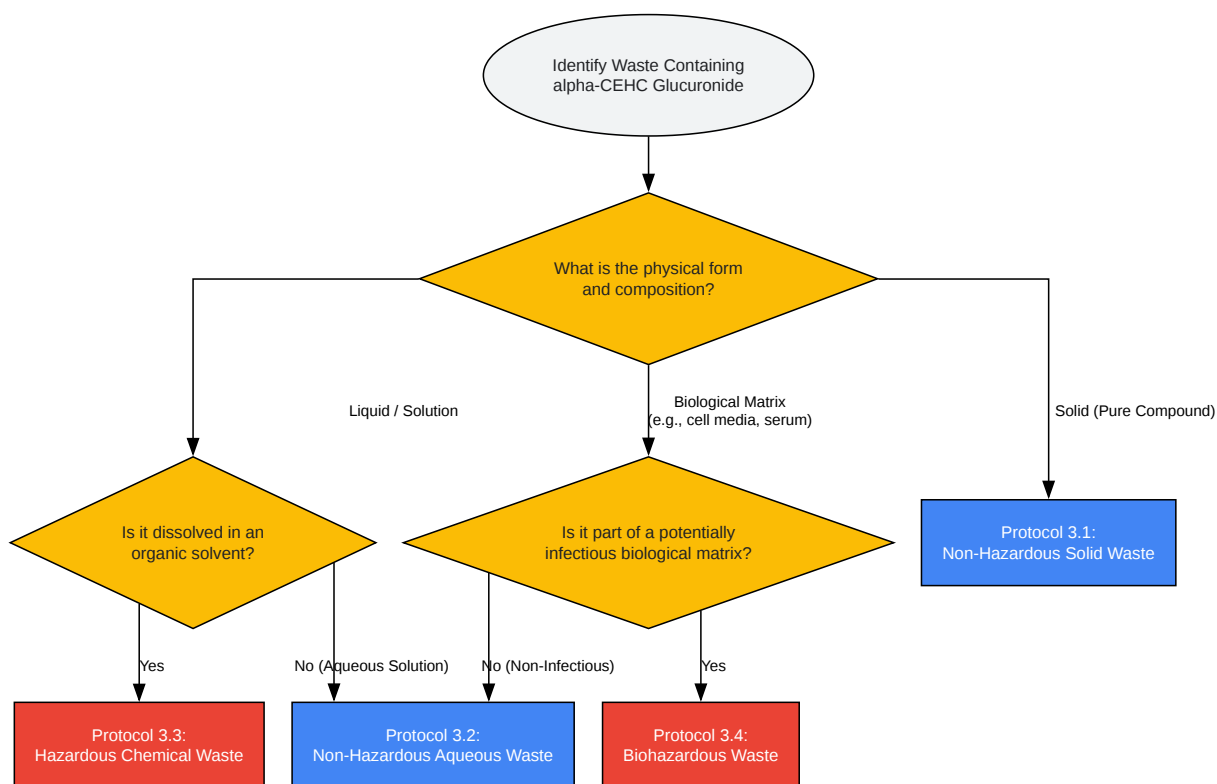 Identify Waste Containing
alpha-CEHC Glucuronide
What is the physical form
and composition?
Liquid / Solution
Biological Matrix
(e.g., cell media, serum)
Solid (Pure Compound)
Is it dissolved in an
organic solvent?
Is it part of a potentially
infectious biological matrix?
Protocol 3.1:
Non-Hazardous Solid Waste
Yes
No (Aqueous Solution)
No (Non-Infectious)
Yes
Protocol 3.3:
Hazardous Chemical Waste
Protocol 3.2:
Non-Hazardous Aqueous Waste
Protocol 3.4:
Biohazardous Waste